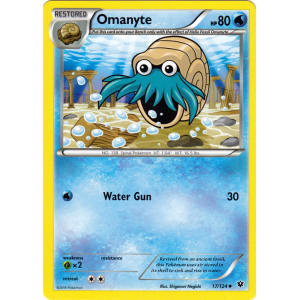 RESTORED
Omanyte HP80
Put this card onto your Bench only with the effect of Helix Fossil Omanyte.
NO. 138 Spiral Pokémon HT: 1'04" WT: 16.5 lbs.
Water Gun 30
weakness resistance
×2
retreat
Revived from an ancient fossil, this
Pokémon uses air stored in
its shell to sink and rise in water.
Illus. Shigenori Negishi
17/124